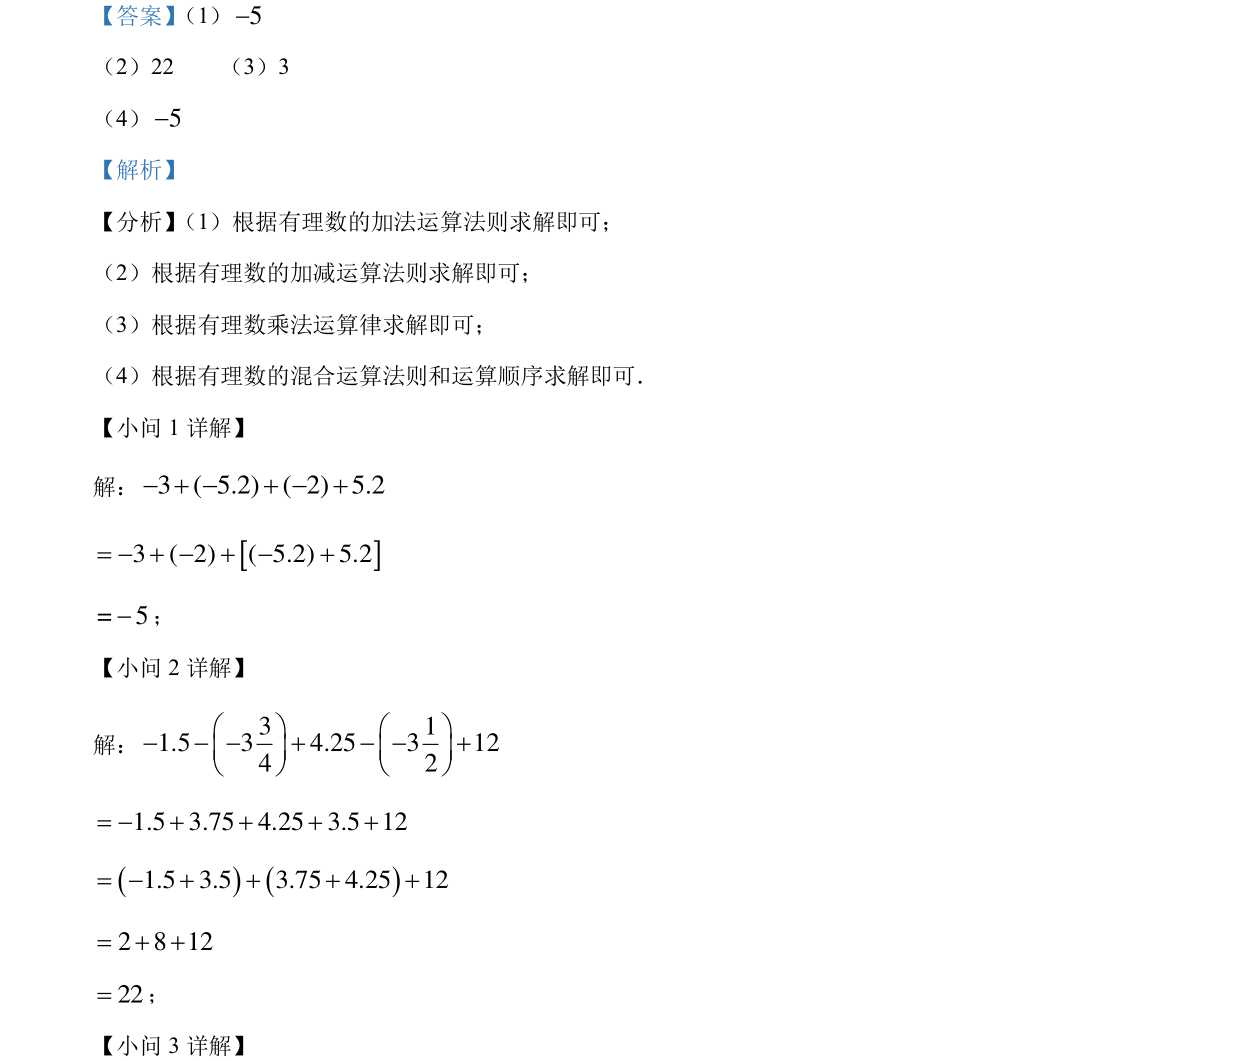 【答案】（1）−5
（2）22 （3）3
（4）−5
【解析】
【分析】（1）根据有理数的加法运算法则求解即可；
（2）根据有理数的加减运算法则求解即可；
（3）根据有理数乘法运算律求解即可；
（4）根据有理数的混合运算法则和运算顺序求解即可．
【小问 1 详解】
解：−3+(−5.2)+(−2)+5.2
=−3+(−2)+[(−5.2)+5.2]
=−5；
【小问 2 详解】
解：−1.5−(−3 3/4)+4.25−(−3 1/2)+12
=−1.5+3.75+4.25+3.5+12
=(−1.5+3.5)+(3.75+4.25)+12
=2+8+12
=22；
【小问 3 详解】